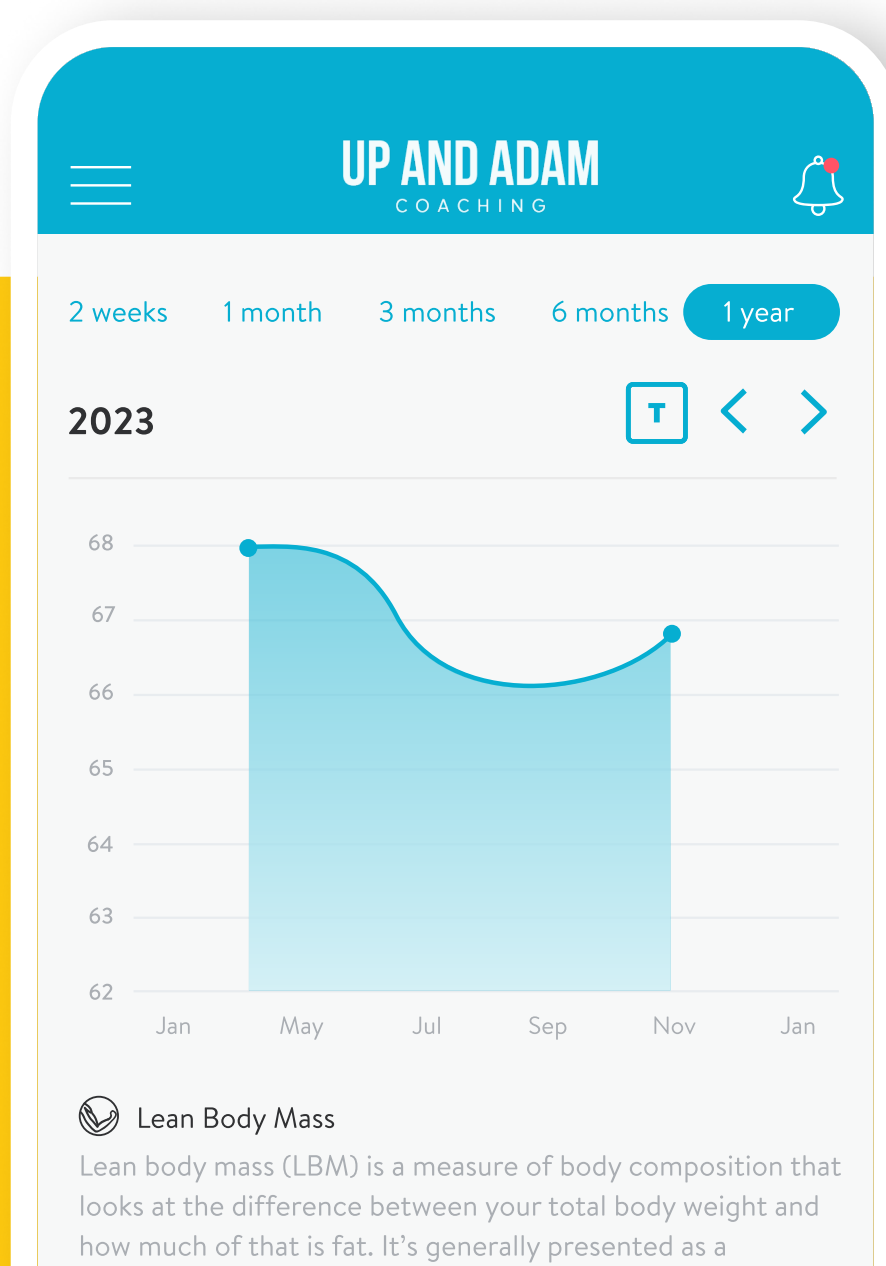 UP AND ADAM
COACHING
2 weeks 1 month 3 months 6 months 1 year
2023 T
68
67
66
65
64
63
62
Jan May Jul Sep Nov Jan
Lean Body Mass
Lean body mass (LBM) is a measure of body composition that
looks at the difference between your total body weight and
how much of that is fat. It’s generally presented as a